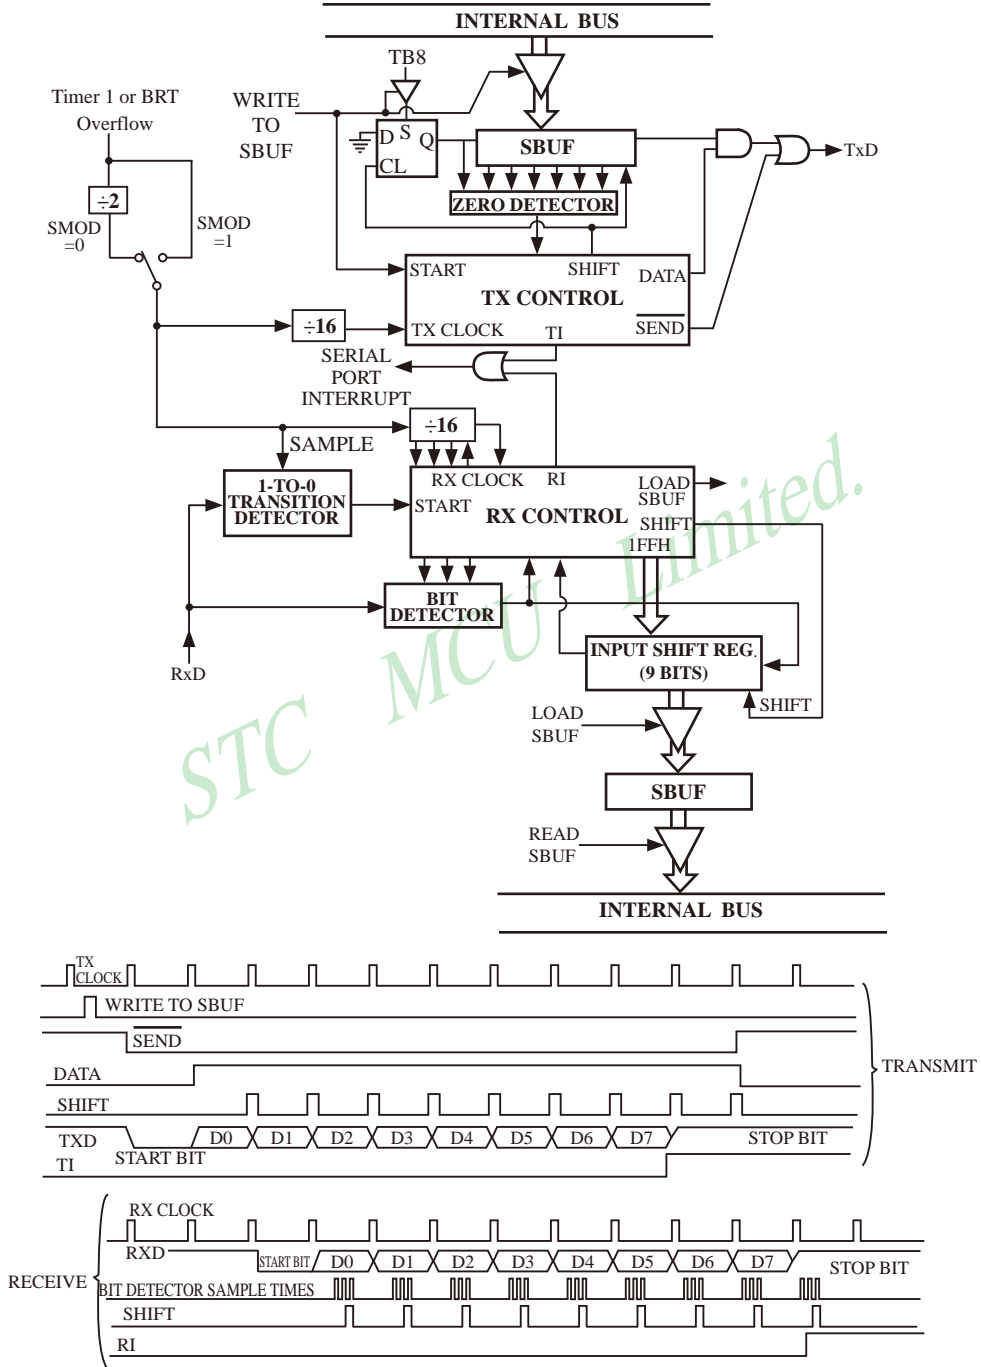 INTERNAL BUS
TB8
Timer 1 or BRT
Overflow
WRITE
TO
SBUF
D S Q
CL
SBUF
TxD
÷2
ZERO DETECTOR
SMOD
=0
SMOD
=1
START
SHIFT
DATA
TX CONTROL
÷16
TX CLOCK
TI
SEND
SERIAL
PORT
INTERRUPT
÷16
SAMPLE
1-TO-0
TRANSITION
DETECTOR
RX CLOCK
RI
LOAD
SBUF
START
RX CONTROL
SHIFT
1FFH
BIT
DETECTOR
RxD
INPUT SHIFT REG.
(9 BITS)
SHIFT
LOAD
SBUF
SBUF
READ
SBUF
INTERNAL BUS
STC MCU Limited.
TX
CLOCK
WRITE TO SBUF
SEND
DATA
SHIFT
TXD
START BIT
D0 D1 D2 D3 D4 D5 D6 D7
STOP BIT
TI
TRANSMIT
RECEIVE
RX CLOCK
RXD
START BIT
D0 D1 D2 D3 D4 D5 D6 D7
STOP BIT
BIT DETECTOR SAMPLE TIMES
SHIFT
RI